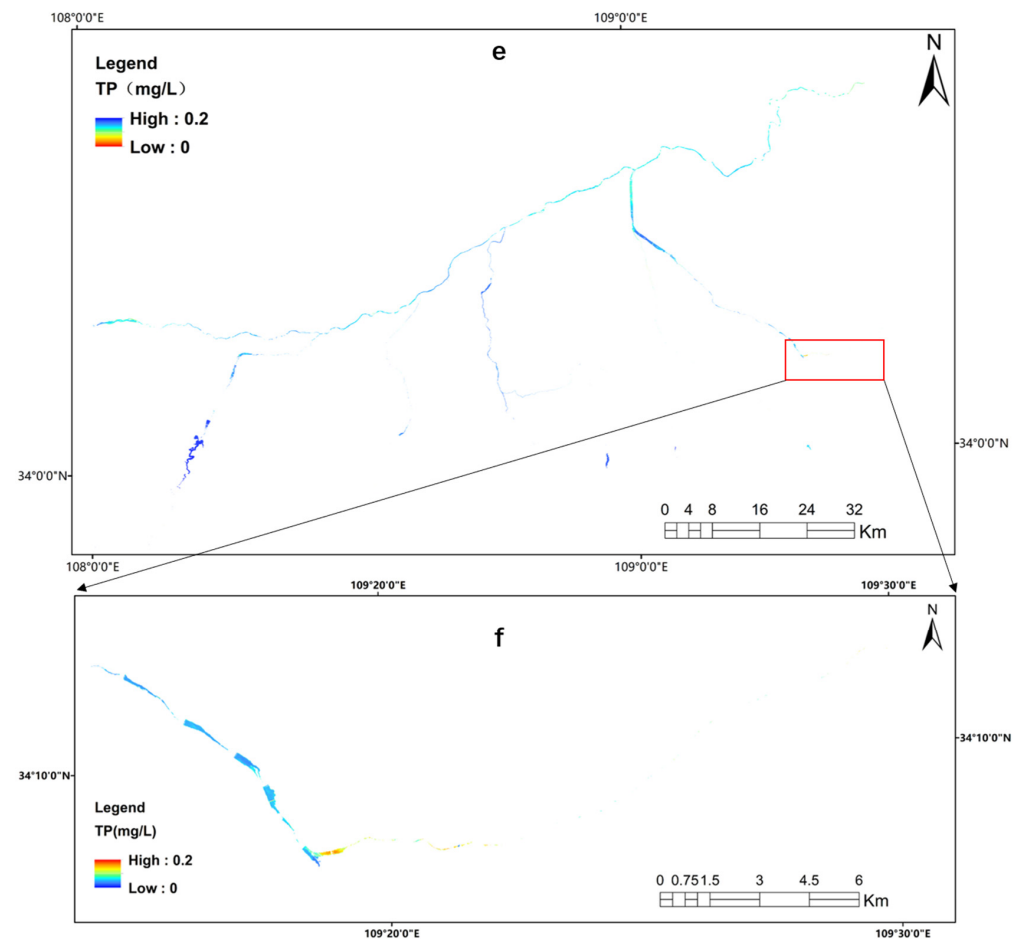 108°0'0"E 109°0'0"E
e
N
Legend
TP（mg/L）
High : 0.2
Low : 0
34°0'0"N
34°0'0"N
0 4 8 16 24 32
Km
108°0'0"E 109°0'0"E
109°20'0"E 109°30'0"E
f
N
34°10'0"N
34°10'0"N
Legend
TP(mg/L)
High : 0.2
Low : 0
0 0.751.5 3 4.5 6
Km
109°20'0"E 109°30'0"E